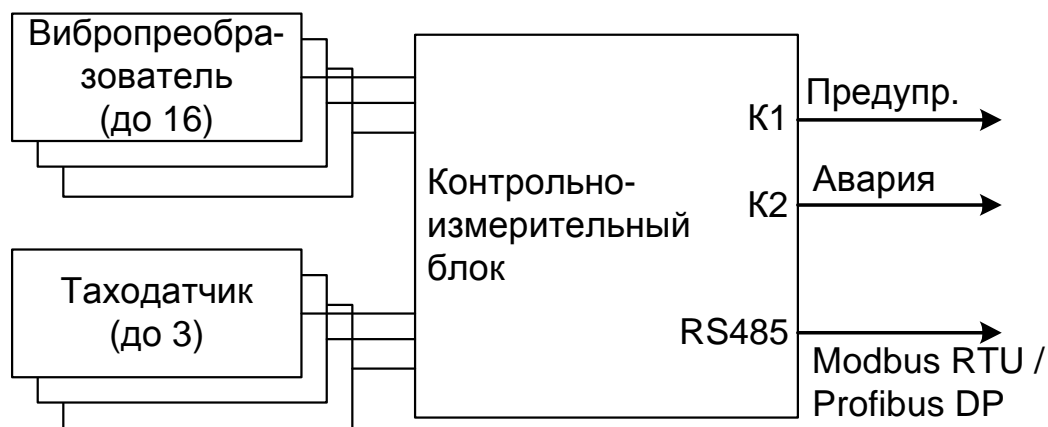 Вибропреобра-
зователь
(до 16)
Таходатчик
(до 3)
Контрольно-
измерительный
блок
К1
Предупр.
К2
Авария
RS485
Modbus RTU /
Profibus DP